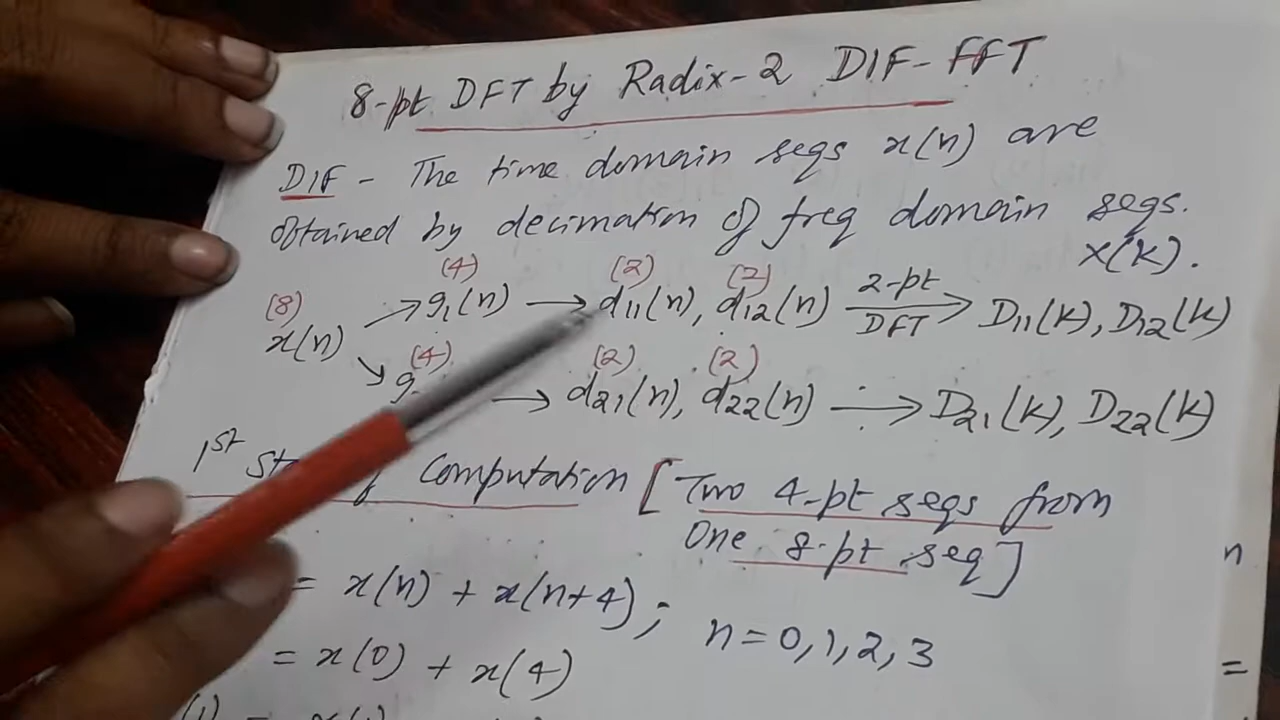 8-pt DFT by Radix-2 DIF-FFT
DIF - The time domain seqs x(n) are
obtained by decimation of freq domain seqs.
X(k).
(8) (4) (2) (2)
x(n) → g1(n) → d11(n), d12(n) 2-pt DFT → D11(k), D12(k)
(4) (2) (2)
→ d21(n), d22(n) → D21(k), D22(k)
1st Computation [Two 4-pt seqs from
One 8-pt seq]
= x(n) + x(n+4); n = 0, 1, 2, 3
= x(0) + x(4)
n
=